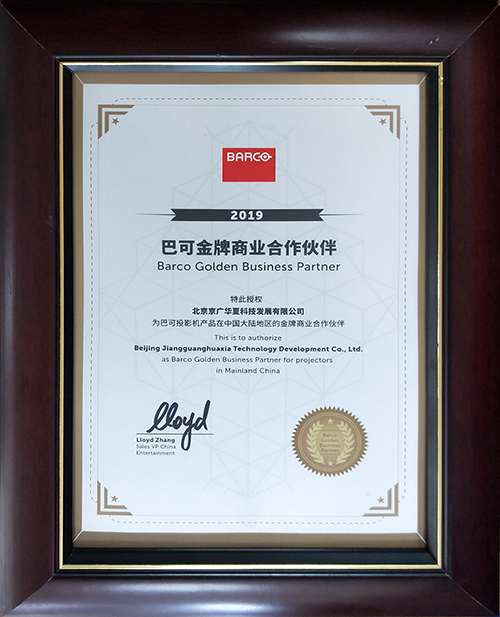 BARCO
2019
巴可金牌商业合作伙伴
Barco Golden Business Partner
特此授权
北京京广华夏科技发展有限公司
为巴可投影机产品在中国大陆地区的金牌商业合作伙伴
This is to authorize
Beijing Jiangguanghuaxia Technology Development Co., Ltd.
as Barco Golden Business Partner for projectors
in Mainland China
lloyd
Lloyd Zhang
Sales VP China
Entertainment
Barco
Golden
Business
Partner